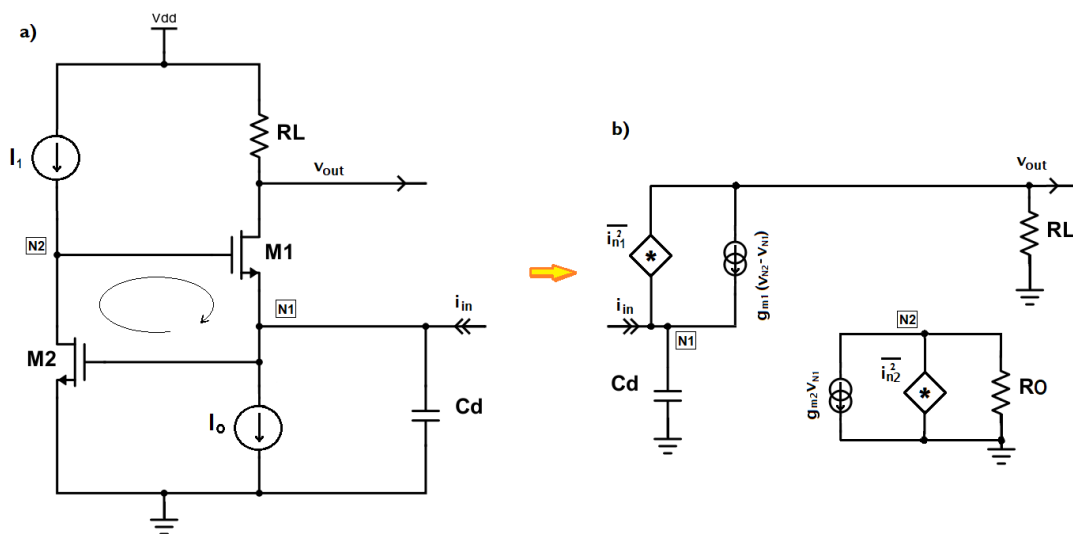 a)
Vdd
I₁
RL
vout
N2
M1
N1
iin
M2
Io
Cd
b)
vout
in1²
gm1 (vN2 - vN1)
RL
iin
N1
Cd
N2
gm2vN1
in2²
RO